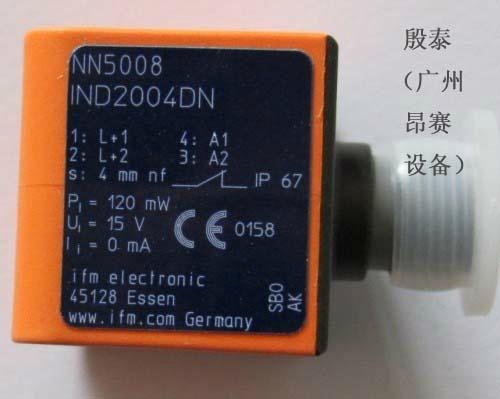 NN5008
IND2004DN
1: L+1 4: A1
2: L+2 3: A2
s: 4 mm nf IP 67
Pi = 120 mW
Ui = 15 V
Ii = 0 mA
CE 0158
ifm electronic
45128 Essen
www.ifm.com Germany
SBO
AK
殷泰
（广州
昂赛
设备）